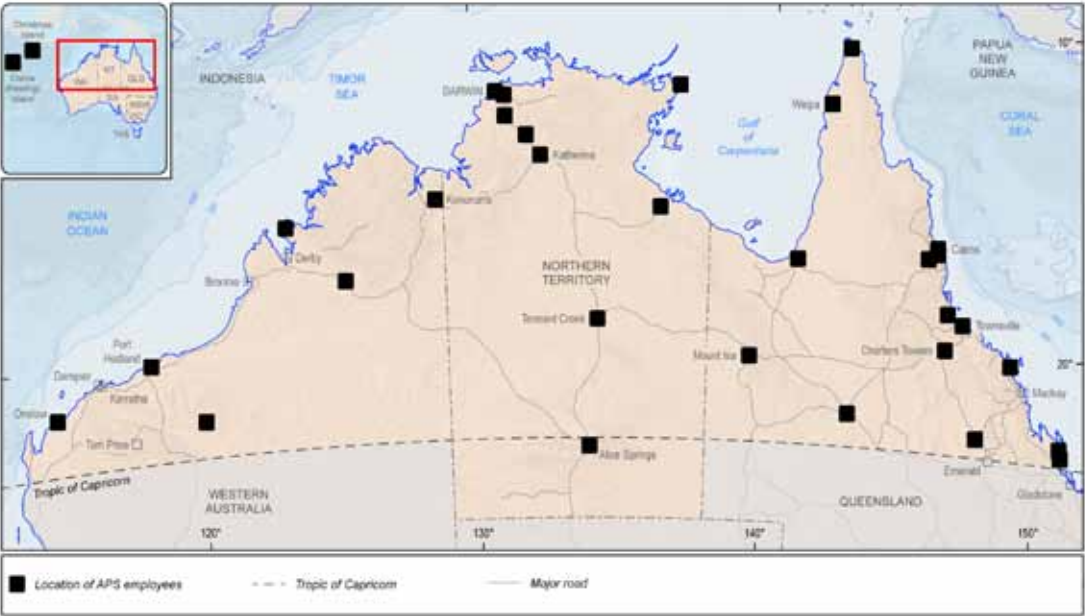 Christmas
Island
Island
WA
NT
QLD
SA
NSW
TAS
INDONESIA
TIMOR
SEA
DARWIN
10°
PAPUA
NEW
GUINEA
Weipa
Gulf
of
Carpentaria
CORAL
SEA
Katherine
Kununurra
INDIAN
OCEAN
Derby
Broome
NORTHERN
TERRITORY
Cairns
Tennant Creek
Townsville
Port
Hedland
Mount Isa
Charters Towers
20°
Dampier
Karratha
Mackay
Onslow
Tom Price
Alice Springs
Emerald
Tropic of Capricorn
Gladstone
WESTERN
AUSTRALIA
QUEENSLAND
120°
130°
140°
150°
Location of APS employees
Tropic of Capricorn
Major road